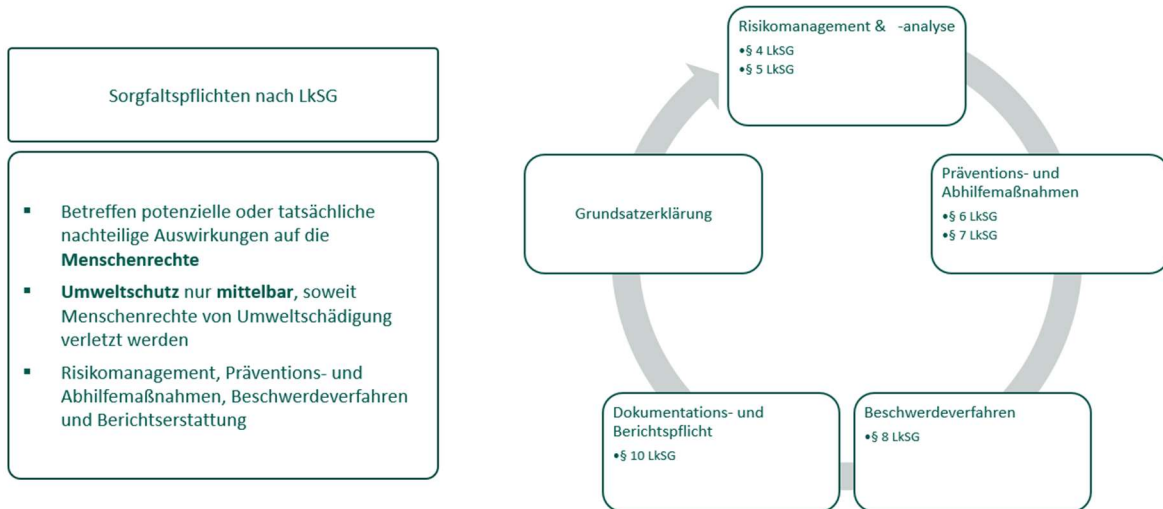 Sorgfaltspflichten nach LkSG
▪ Betreffen potenzielle oder tatsächliche
nachteilige Auswirkungen auf die
Menschenrechte
▪ Umweltschutz nur mittelbar, soweit
Menschenrechte von Umweltschädigung
verletzt werden
▪ Risikomanagement, Präventions- und
Abhilfemaßnahmen, Beschwerdeverfahren
und Berichtserstattung
Risikomanagement & -analyse
•§ 4 LkSG
•§ 5 LkSG
Präventions- und
Abhilfemaßnahmen
•§ 6 LkSG
•§ 7 LkSG
Beschwerdeverfahren
•§ 8 LkSG
Dokumentations- und
Berichtspflicht
•§ 10 LkSG
Grundsatzerklärung